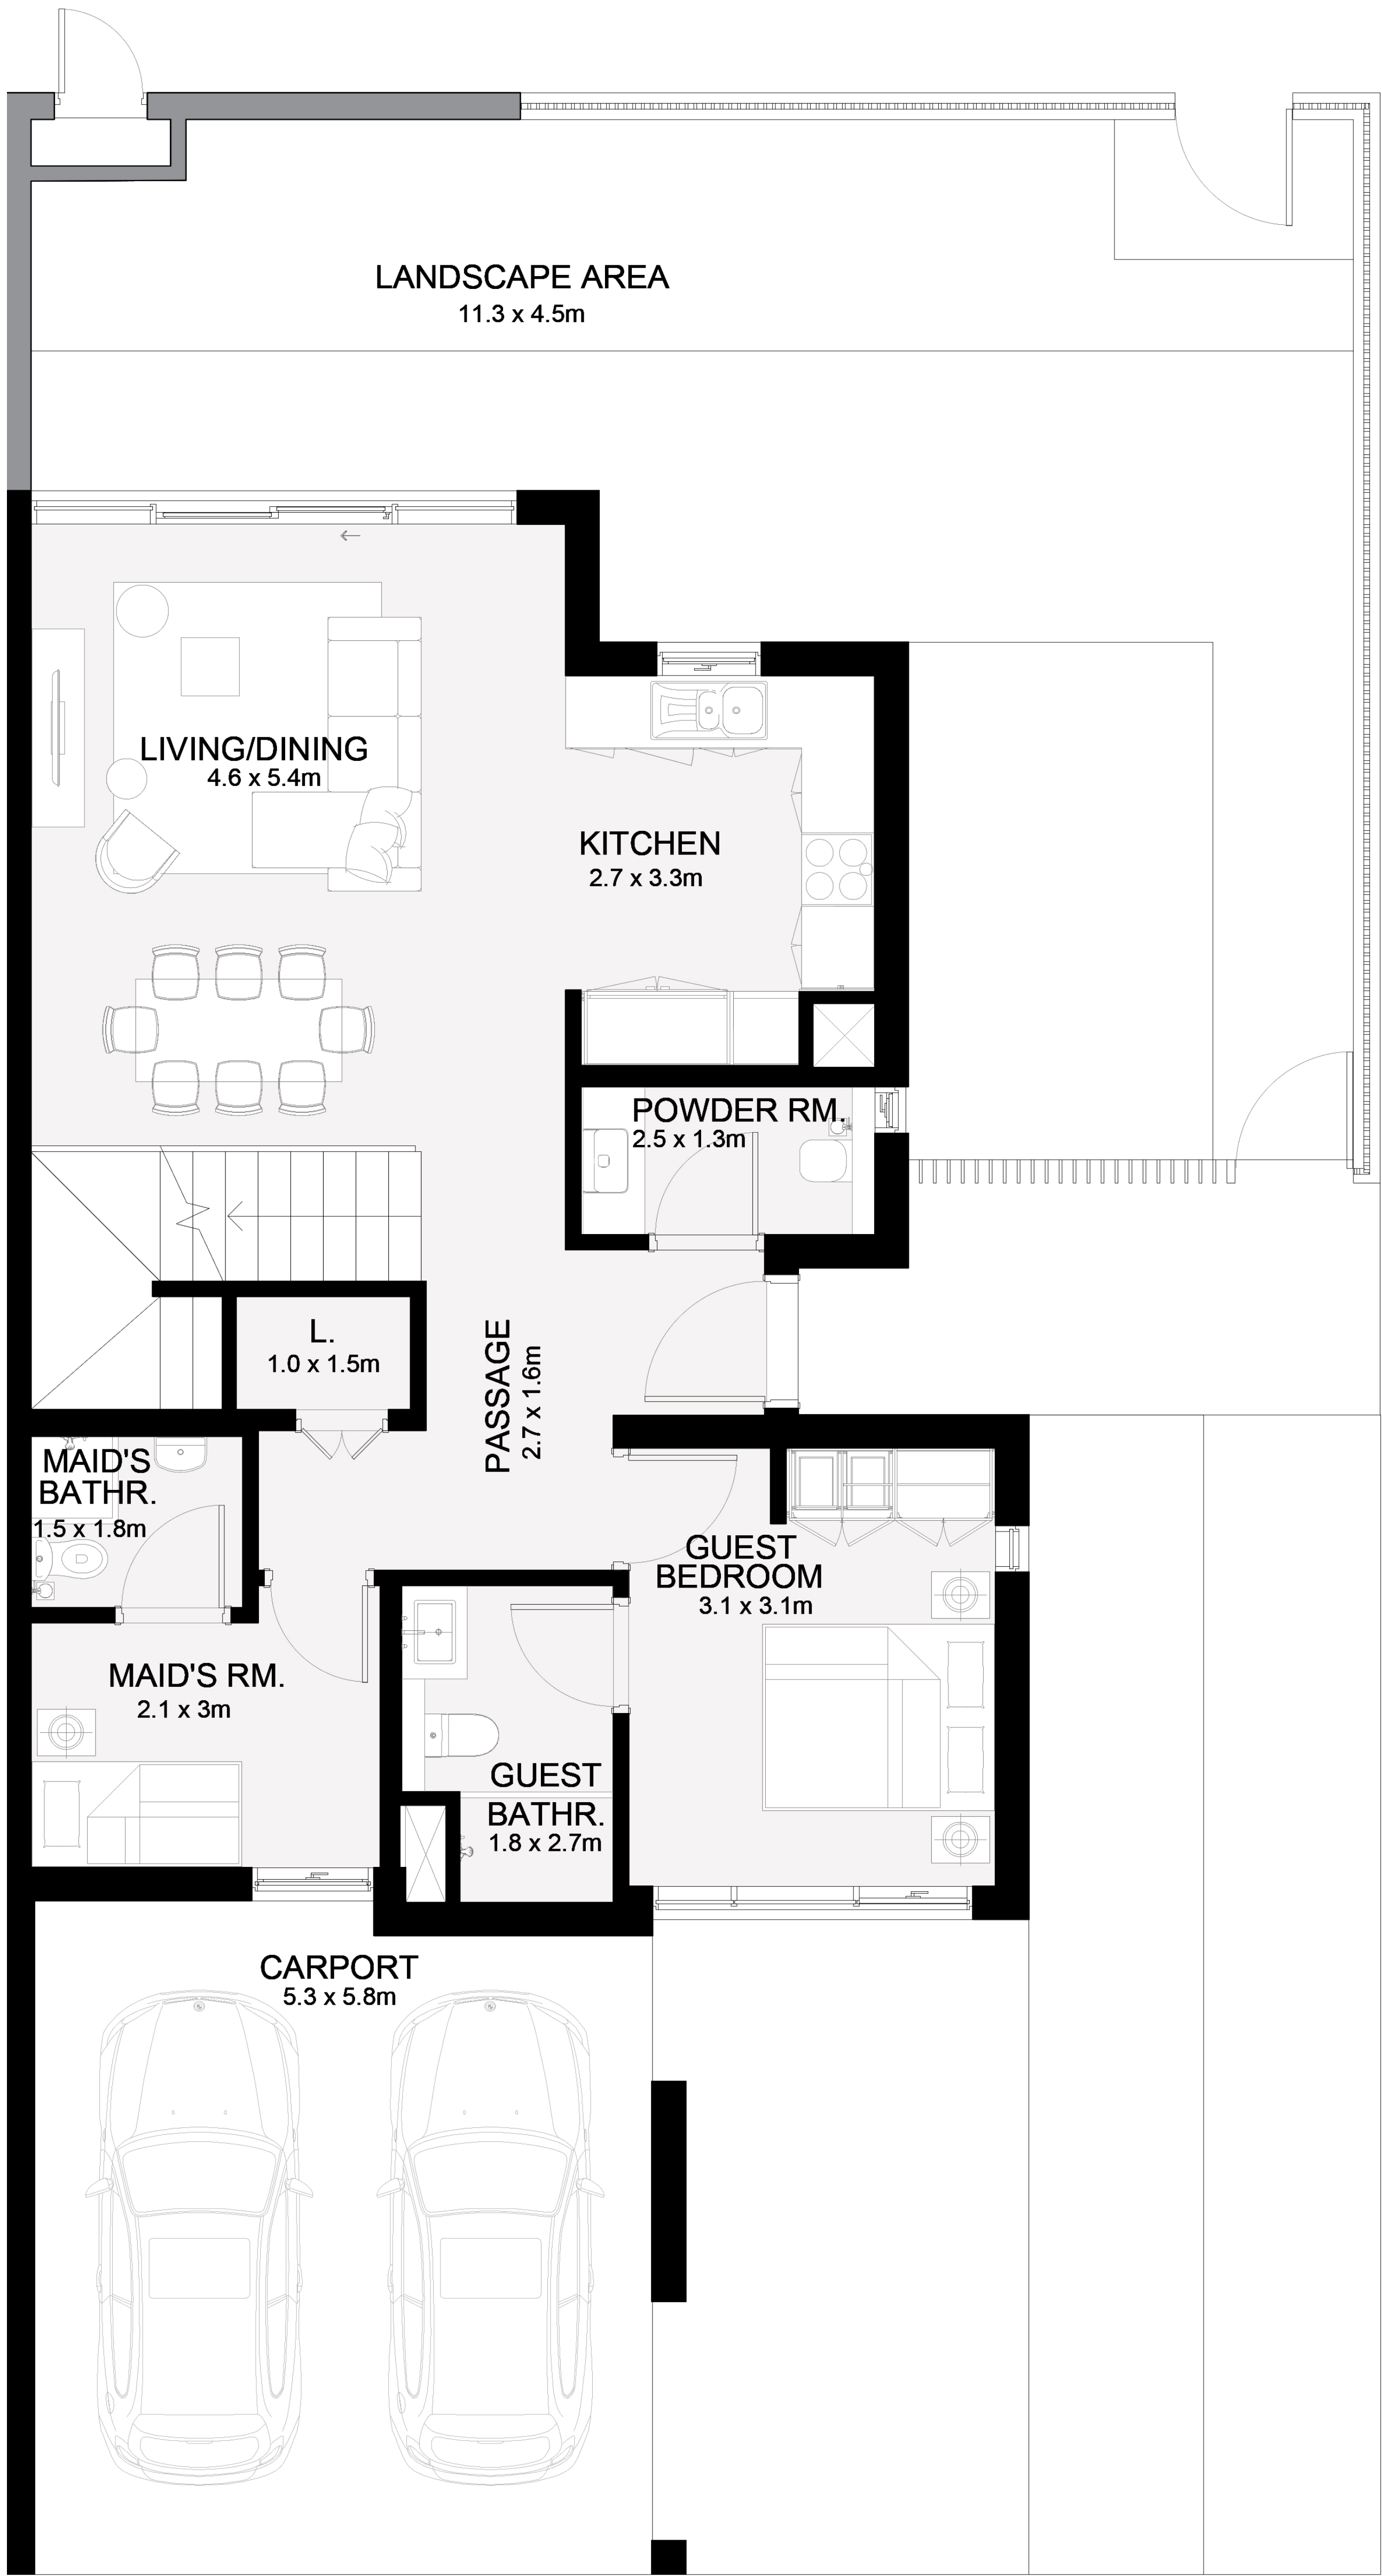 LANDSCAPE AREA
11.3 x 4.5m
LIVING/DINING
4.6 x 5.4m
KITCHEN
2.7 x 3.3m
POWDER RM.
2.5 x 1.3m
L.
1.0 x 1.5m
PASSAGE
2.7 x 1.6m
MAID'S
BATHR.
1.5 x 1.8m
GUEST
BEDROOM
3.1 x 3.1m
MAID'S RM.
2.1 x 3m
GUEST
BATHR.
1.8 x 2.7m
CARPORT
5.3 x 5.8m